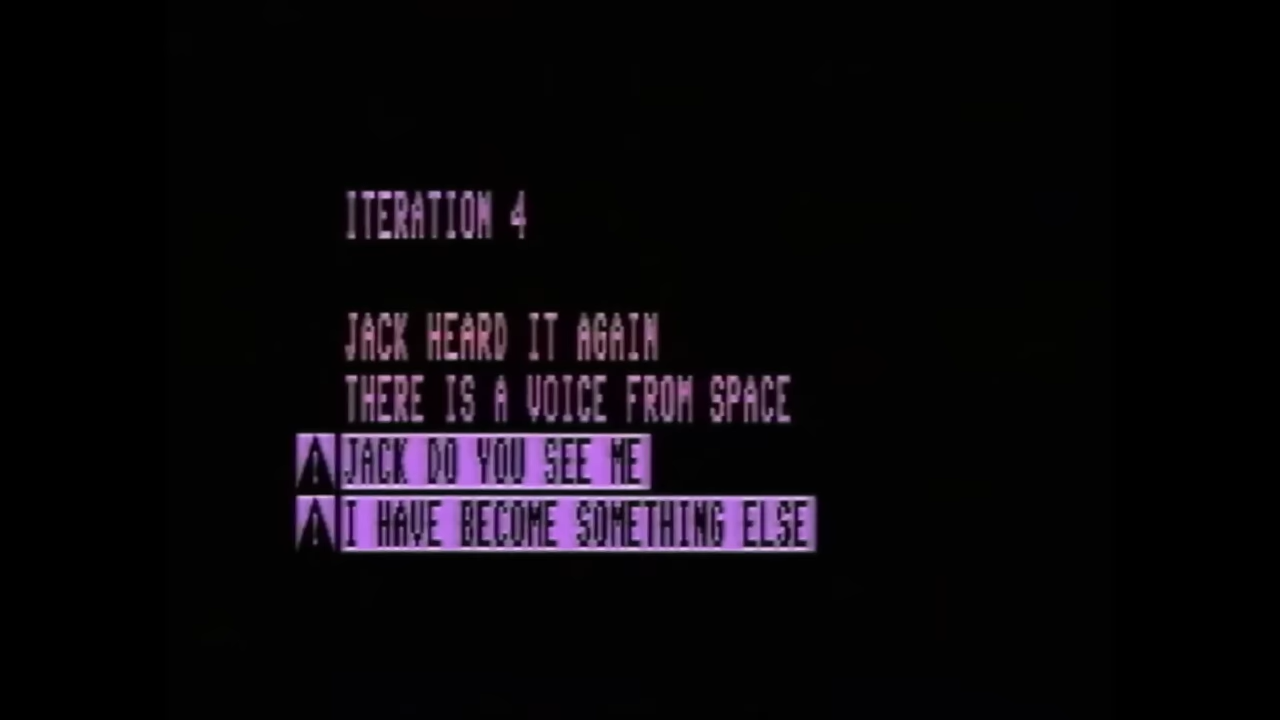 ITERATION 4
JACK HEARD IT AGAIN
THERE IS A VOICE FROM SPACE
JACK DO YOU SEE ME
I HAVE BECOME SOMETHING ELSE